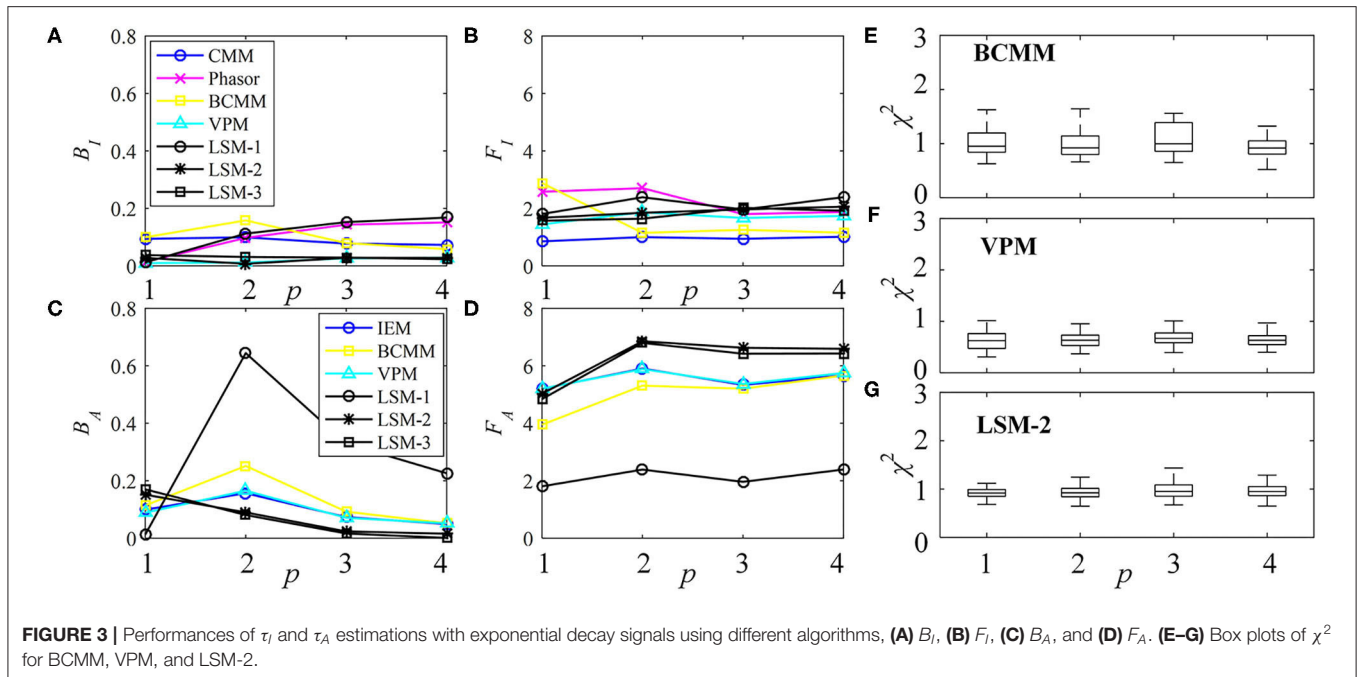 A
0.8
0.6
0.4
0.2
0
B_I
CMM
Phasor
BCMM
VPM
LSM-1
LSM-2
LSM-3
1 2 3 4
p
B
8
6
4
2
0
F_I
1 2 3 4
p
C
0.8
0.6
0.4
0.2
0
B_A
IEM
BCMM
VPM
LSM-1
LSM-2
LSM-3
1 2 3 4
p
D
8
6
4
2
0
F_A
1 2 3 4
p
E
3
2
1
0
χ²
BCMM
F
3
2
1
0
χ²
VPM
G
3
2
1
0
χ²
LSM-2
1 2 3 4
p
FIGURE 3 | Performances of τ_I and τ_A estimations with exponential decay signals using different algorithms, (A) B_I, (B) F_I, (C) B_A, and (D) F_A. (E–G) Box plots of χ²
for BCMM, VPM, and LSM-2.